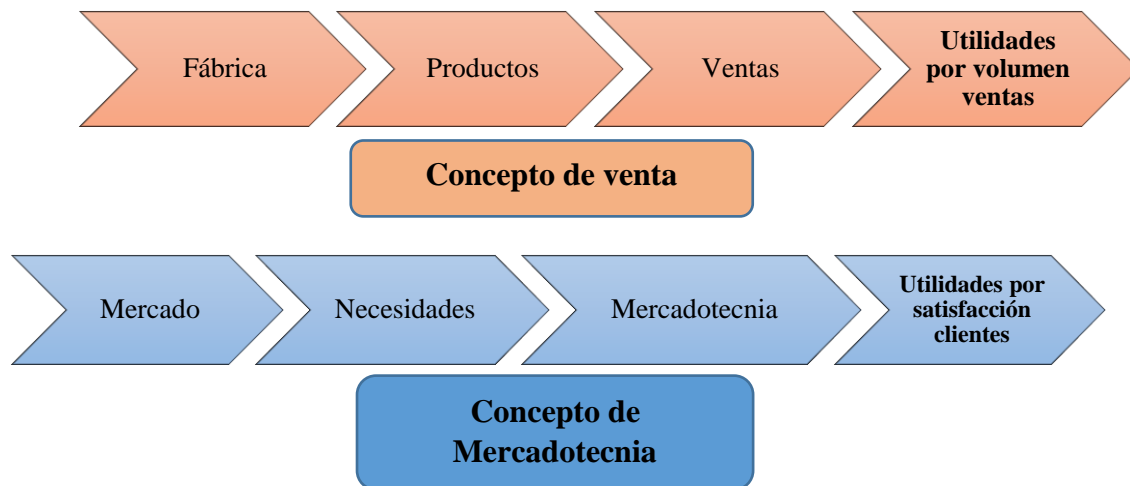 Fábrica
Productos
Ventas
Utilidades
por volumen
ventas
Concepto de venta
Mercado
Necesidades
Mercadotecnia
Utilidades por
satisfacción
clientes
Concepto de
Mercadotecnia